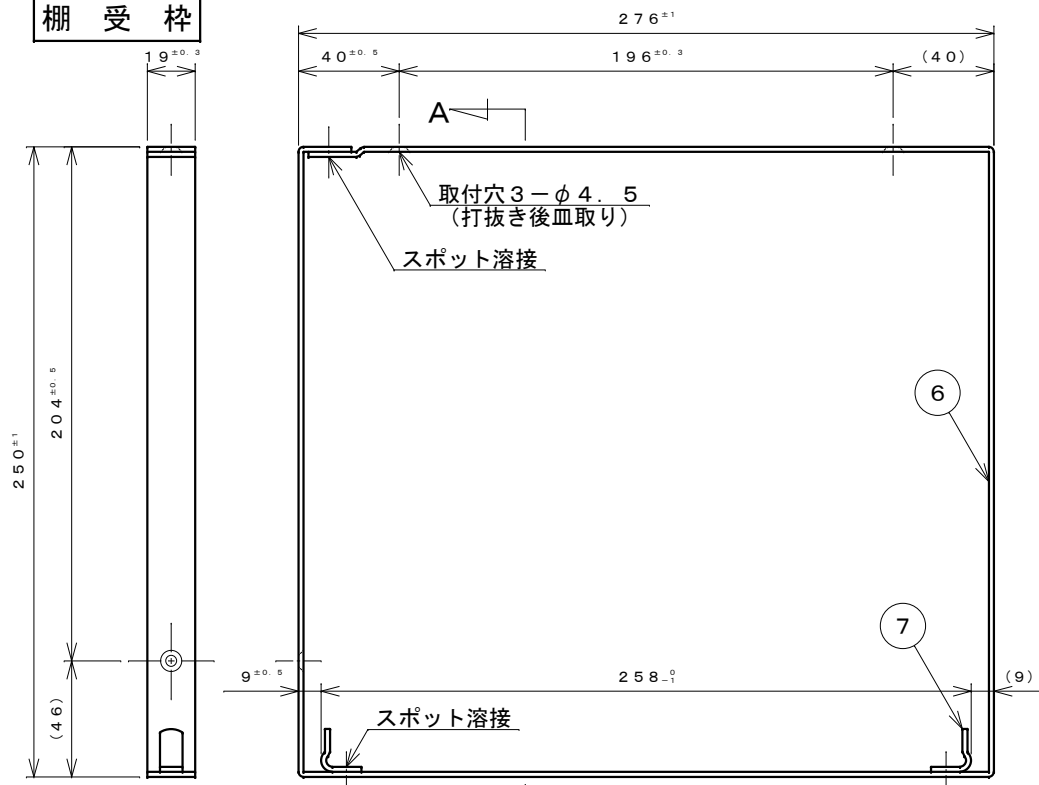 棚 受 枠
276±1
19±0.3
40±0.5
196±0.3
(40)
A
取付穴3-φ4.5
(打抜き後皿取り)
スポット溶接
6
204±0.5
250±1
7
9±0.5
258 0 -1
(9)
(46)
スポット溶接